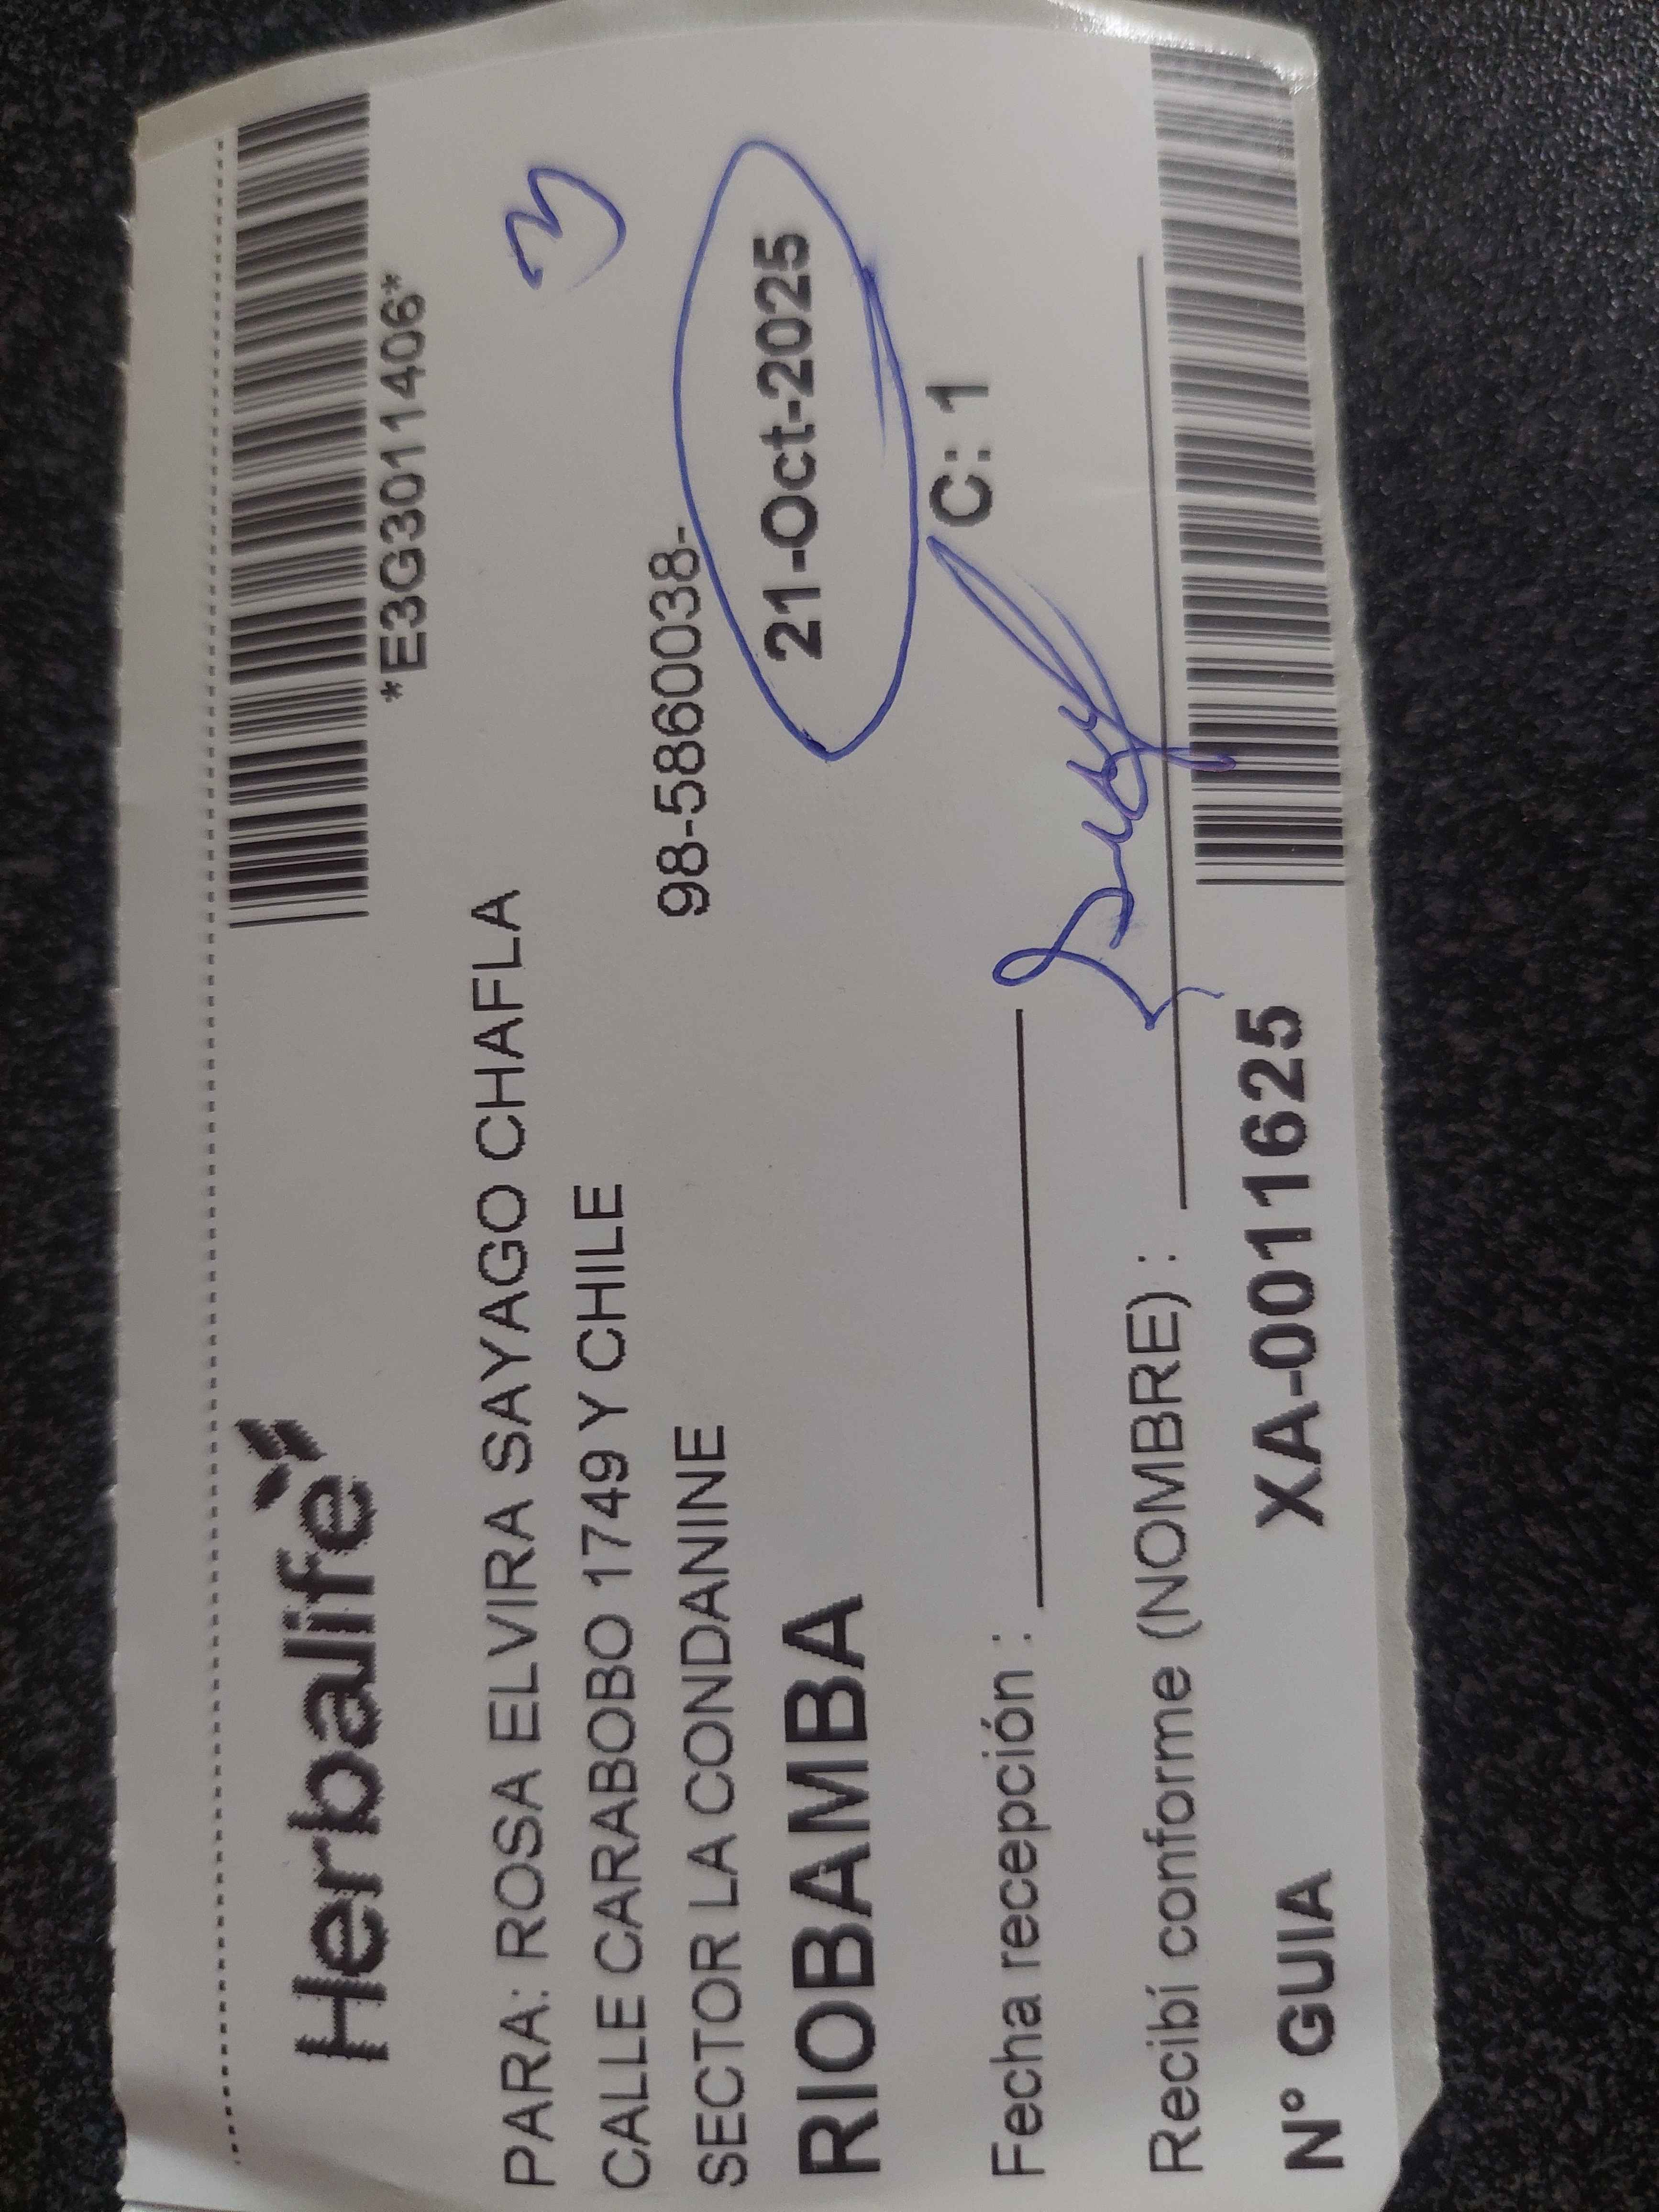 Herbalife
*E3G3011406*
PARA: ROSA ELVIRA SAYAGO CHAFLA
CALLE CARABOBO 1749 Y CHILE
SECTOR LA CONDANINE 98-5860038-
RIOBAMBA 21-Oct-2025
C: 1
Fecha recepción :
Recibí conforme (NOMBRE) :
N° GUIA XA-0011625